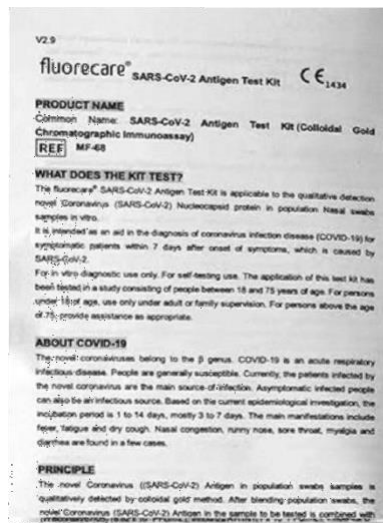 V2.9
fluorecare® SARS-CoV-2 Antigen Test Kit CE1434
PRODUCT NAME
Common Name: SARS-CoV-2 Antigen Test Kit (Colloidal Gold
Chromatographic Immunoassay)
REF MF-68
WHAT DOES THE KIT TEST?
The fluorecare® SARS-CoV-2 Antigen Test Kit is applicable to the qualitative detection
novel Coronavirus (SARS-CoV-2) Nucleocapsid protein in population Nasal swabs
samples in vitro.
It is intended as an aid in the diagnosis of coronavirus infection disease (COVID-19) for
symptomatic patients within 7 days after onset of symptoms, which is caused by
SARS-CoV-2.
For in vitro diagnostic use only. For self-testing use. The application of this test kit has
been tested in a study consisting of people between 18 and 75 years of age. For persons
under 18 of age, use only under adult or family supervision. For persons above the age
of 75, provide assistance as appropriate.
ABOUT COVID-19
The novel coronaviruses belong to the β genus. COVID-19 is an acute respiratory
infectious disease. People are generally susceptible. Currently, the patients infected by
the novel coronavirus are the main source of infection. Asymptomatic infected people
can also be an infectious source. Based on the current epidemiological investigation, the
incubation period is 1 to 14 days, mostly 3 to 7 days. The main manifestations include
fever, fatigue and dry cough. Nasal congestion, runny nose, sore throat, myalgia and
diarrhea are found in a few cases.
PRINCIPLE
The novel Coronavirus ((SARS-CoV-2) Antigen in population swabs samples is
qualitatively detected by colloidal gold method. After blending population swabs, the
novel Coronavirus (SARS-CoV-2) Antigen in the sample to be tested is combined with